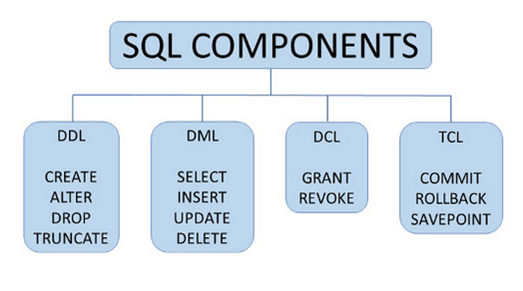 SQL COMPONENTS
DDL
CREATE
ALTER
DROP
TRUNCATE
DML
SELECT
INSERT
UPDATE
DELETE
DCL
GRANT
REVOKE
TCL
COMMIT
ROLLBACK
SAVEPOINT